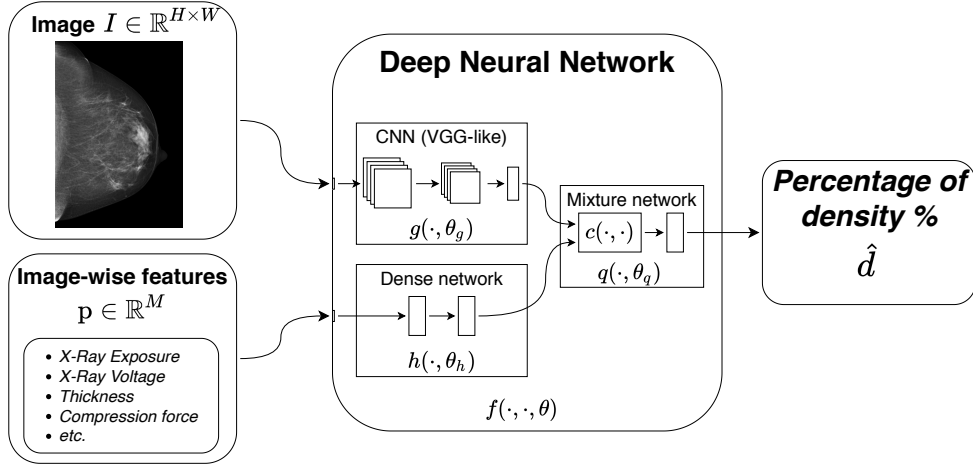 Image I ∈ ℝ^{H×W}
Image-wise features
p ∈ ℝ^M
• X-Ray Exposure
• X-Ray Voltage
• Thickness
• Compression force
• etc.
Deep Neural Network
CNN (VGG-like)
g(·, θ_g)
Dense network
h(·, θ_h)
Mixture network
c(·, ·)
q(·, θ_q)
f(·, ·, θ)
Percentage of
density %
d̂